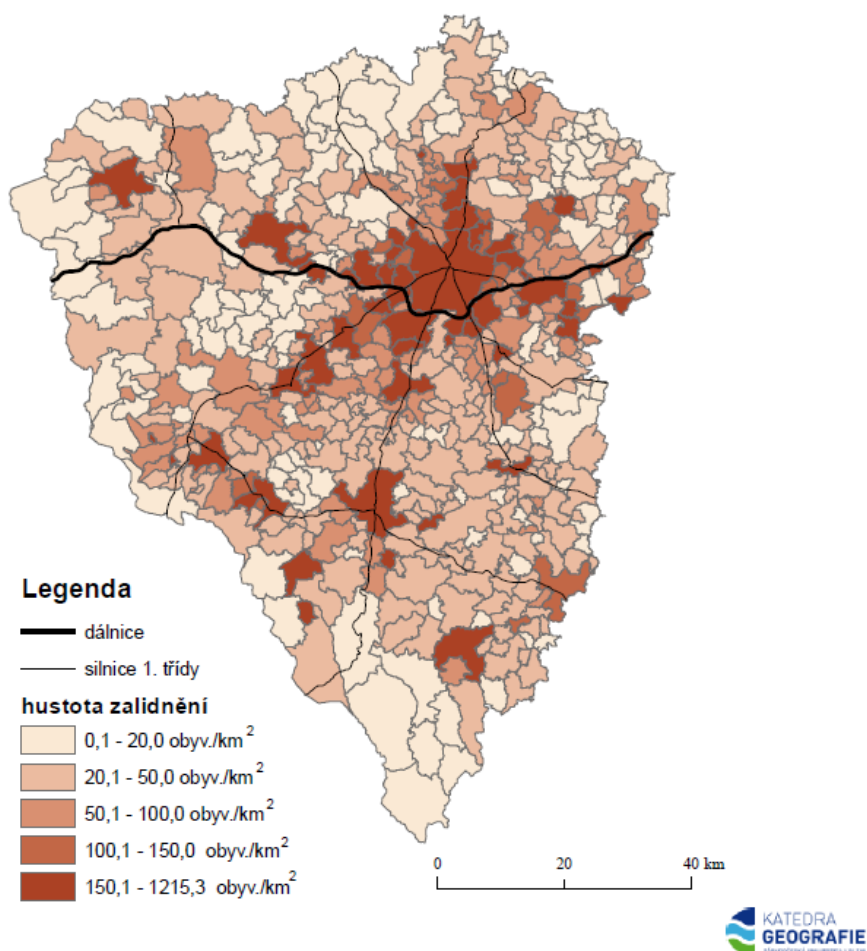 Legenda
dálnice
silnice 1. třídy
hustota zalidnění
0,1 - 20,0 obyv./km²
20,1 - 50,0 obyv./km²
50,1 - 100,0 obyv./km²
100,1 - 150,0 obyv./km²
150,1 - 1215,3 obyv./km²
0 20 40 km
KATEDRA
GEOGRAFIE